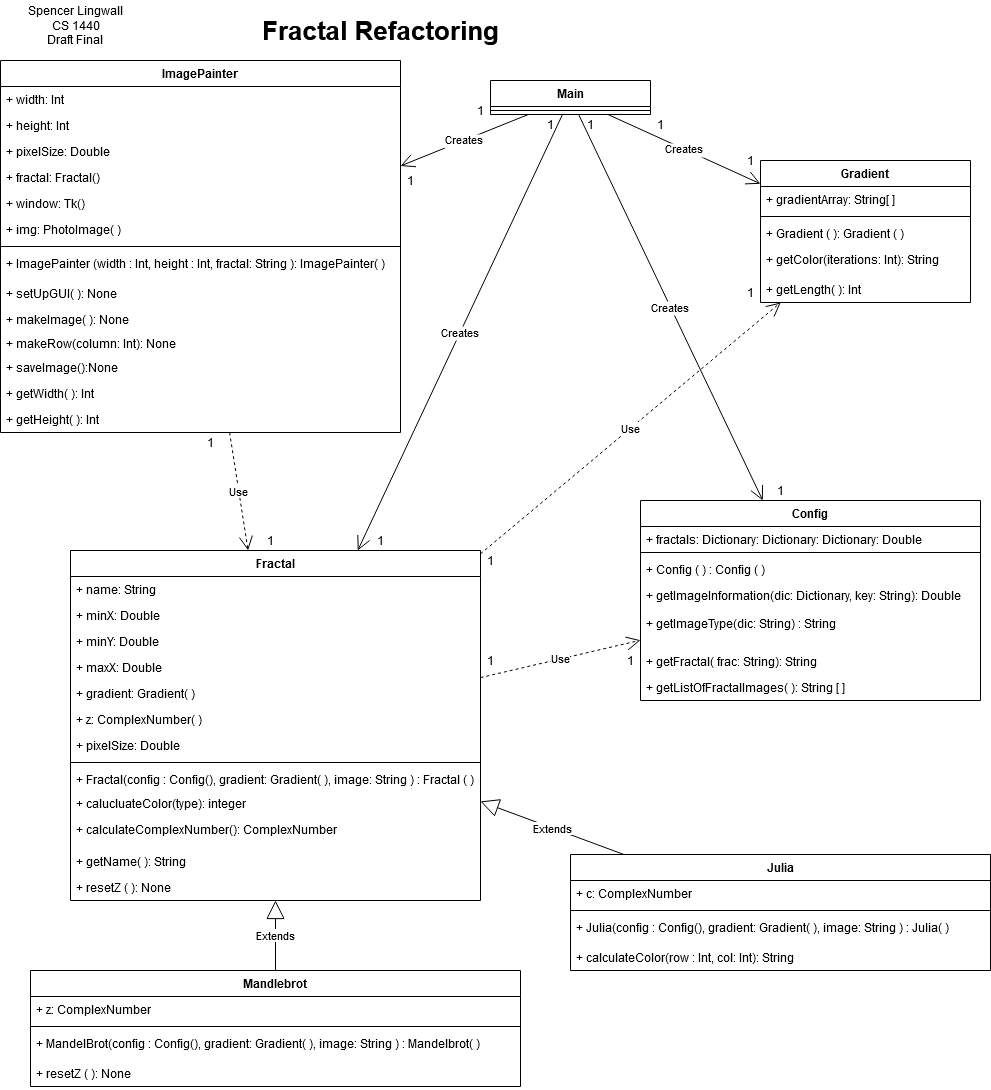 Spencer Lingwall
CS 1440
Draft Final
Fractal Refactoring
ImagePainter
+ width: Int
+ height: Int
+ pixelSize: Double
+ fractal: Fractal()
+ window: Tk()
+ img: PhotoImage( )
+ ImagePainter (width : Int, height : Int, fractal: String ): ImagePainter( )
+ setUpGUI( ): None
+ makeImage( ): None
+ makeRow(column: Int): None
+ saveImage():None
+ getWidth( ): Int
+ getHeight( ): Int
Main
1
1
1
1
Creates
1
Creates
1
Gradient
+ gradientArray: String[ ]
+ Gradient ( ): Gradient ( )
+ getColor(iterations: Int): String
+ getLength( ): Int
1
Creates
Creates
1
Use
1
Use
1
1
1
Config
+ fractals: Dictionary: Dictionary: Dictionary: Double
+ Config ( ) : Config ( )
+ getImageInformation(dic: Dictionary, key: String): Double
+ getImageType(dic: String) : String
+ getFractal( frac: String): String
+ getListOfFractalImages( ): String [ ]
Fractal
+ name: String
+ minX: Double
+ minY: Double
+ maxX: Double
+ gradient: Gradient( )
+ z: ComplexNumber( )
+ pixelSize: Double
+ Fractal(config : Config(), gradient: Gradient( ), image: String ) : Fractal ( )
+ calucluateColor(type): integer
+ calculateComplexNumber(): ComplexNumber
+ getName( ): String
+ resetZ ( ): None
1
Use
1
Extends
Julia
+ c: ComplexNumber
+ Julia(config : Config(), gradient: Gradient( ), image: String ) : Julia( )
+ calculateColor(row : Int, col: Int): String
Extends
Mandlebrot
+ z: ComplexNumber
+ MandelBrot(config : Config(), gradient: Gradient( ), image: String ) : Mandelbrot( )
+ resetZ ( ): None